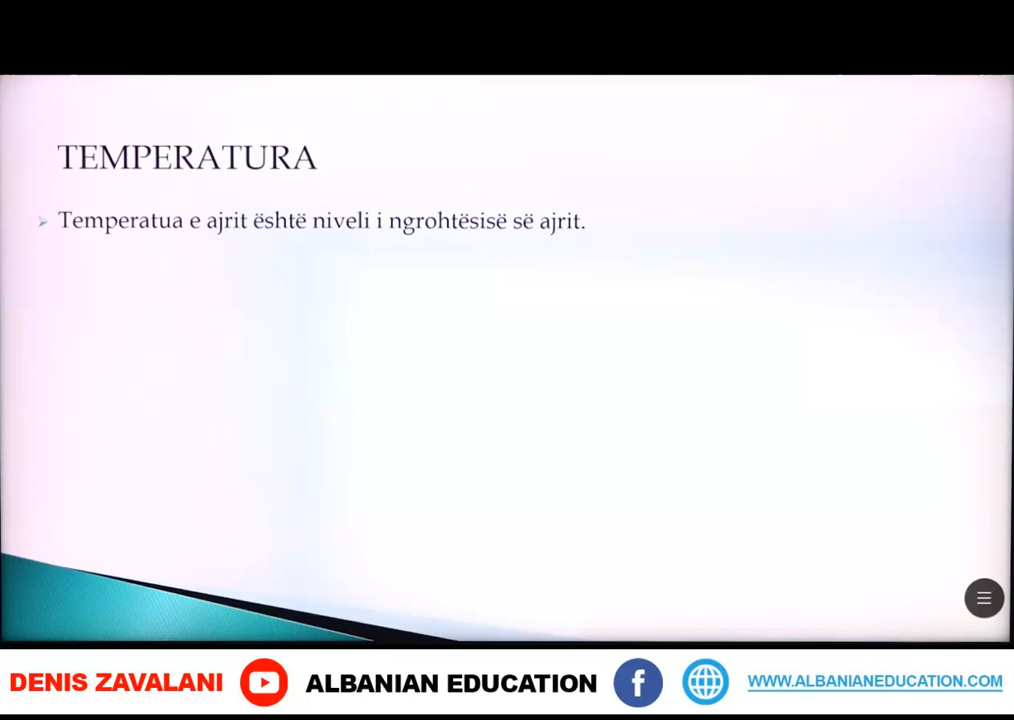 TEMPERATURA
Temperatua e ajrit është niveli i ngrohtësisë së ajrit.
DENIS ZAVALANI ALBANIAN EDUCATION WWW.ALBANIANEDUCATION.COM